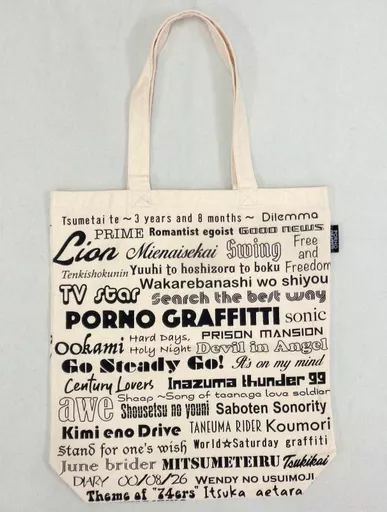 Tsumetai te ~ 3 years and 8 months ~ Dilemma
PRIME Romantist egoist GOOD NEWS
Lion Mienaisekai Swing Free and Freedom
Tenkishokunin Yuuhi to hoshizora to boku
Wakarebanashi wo shiyou
TV star Search the best way
PORNO GRAFFITTI sonic
Ookami Hard Days, Holy Night PRISON MANSION
Devil in Angel
Go Steady Go! It's on my mind
Century Lovers Inazuma thunder 99
awe Shaap ~Song of teenage love soldier
Shousetsu no youni Saboten Sonority
Kimi eno Drive TANEUMA RIDER Koumori
Stand for one's wish World☆Saturday graffiti
June brider MITSUMETEIRU Tsukikai
DIARY 00/08/26 WENDY NO USUIMOJI
Theme of "74ers" Itsuka aetara